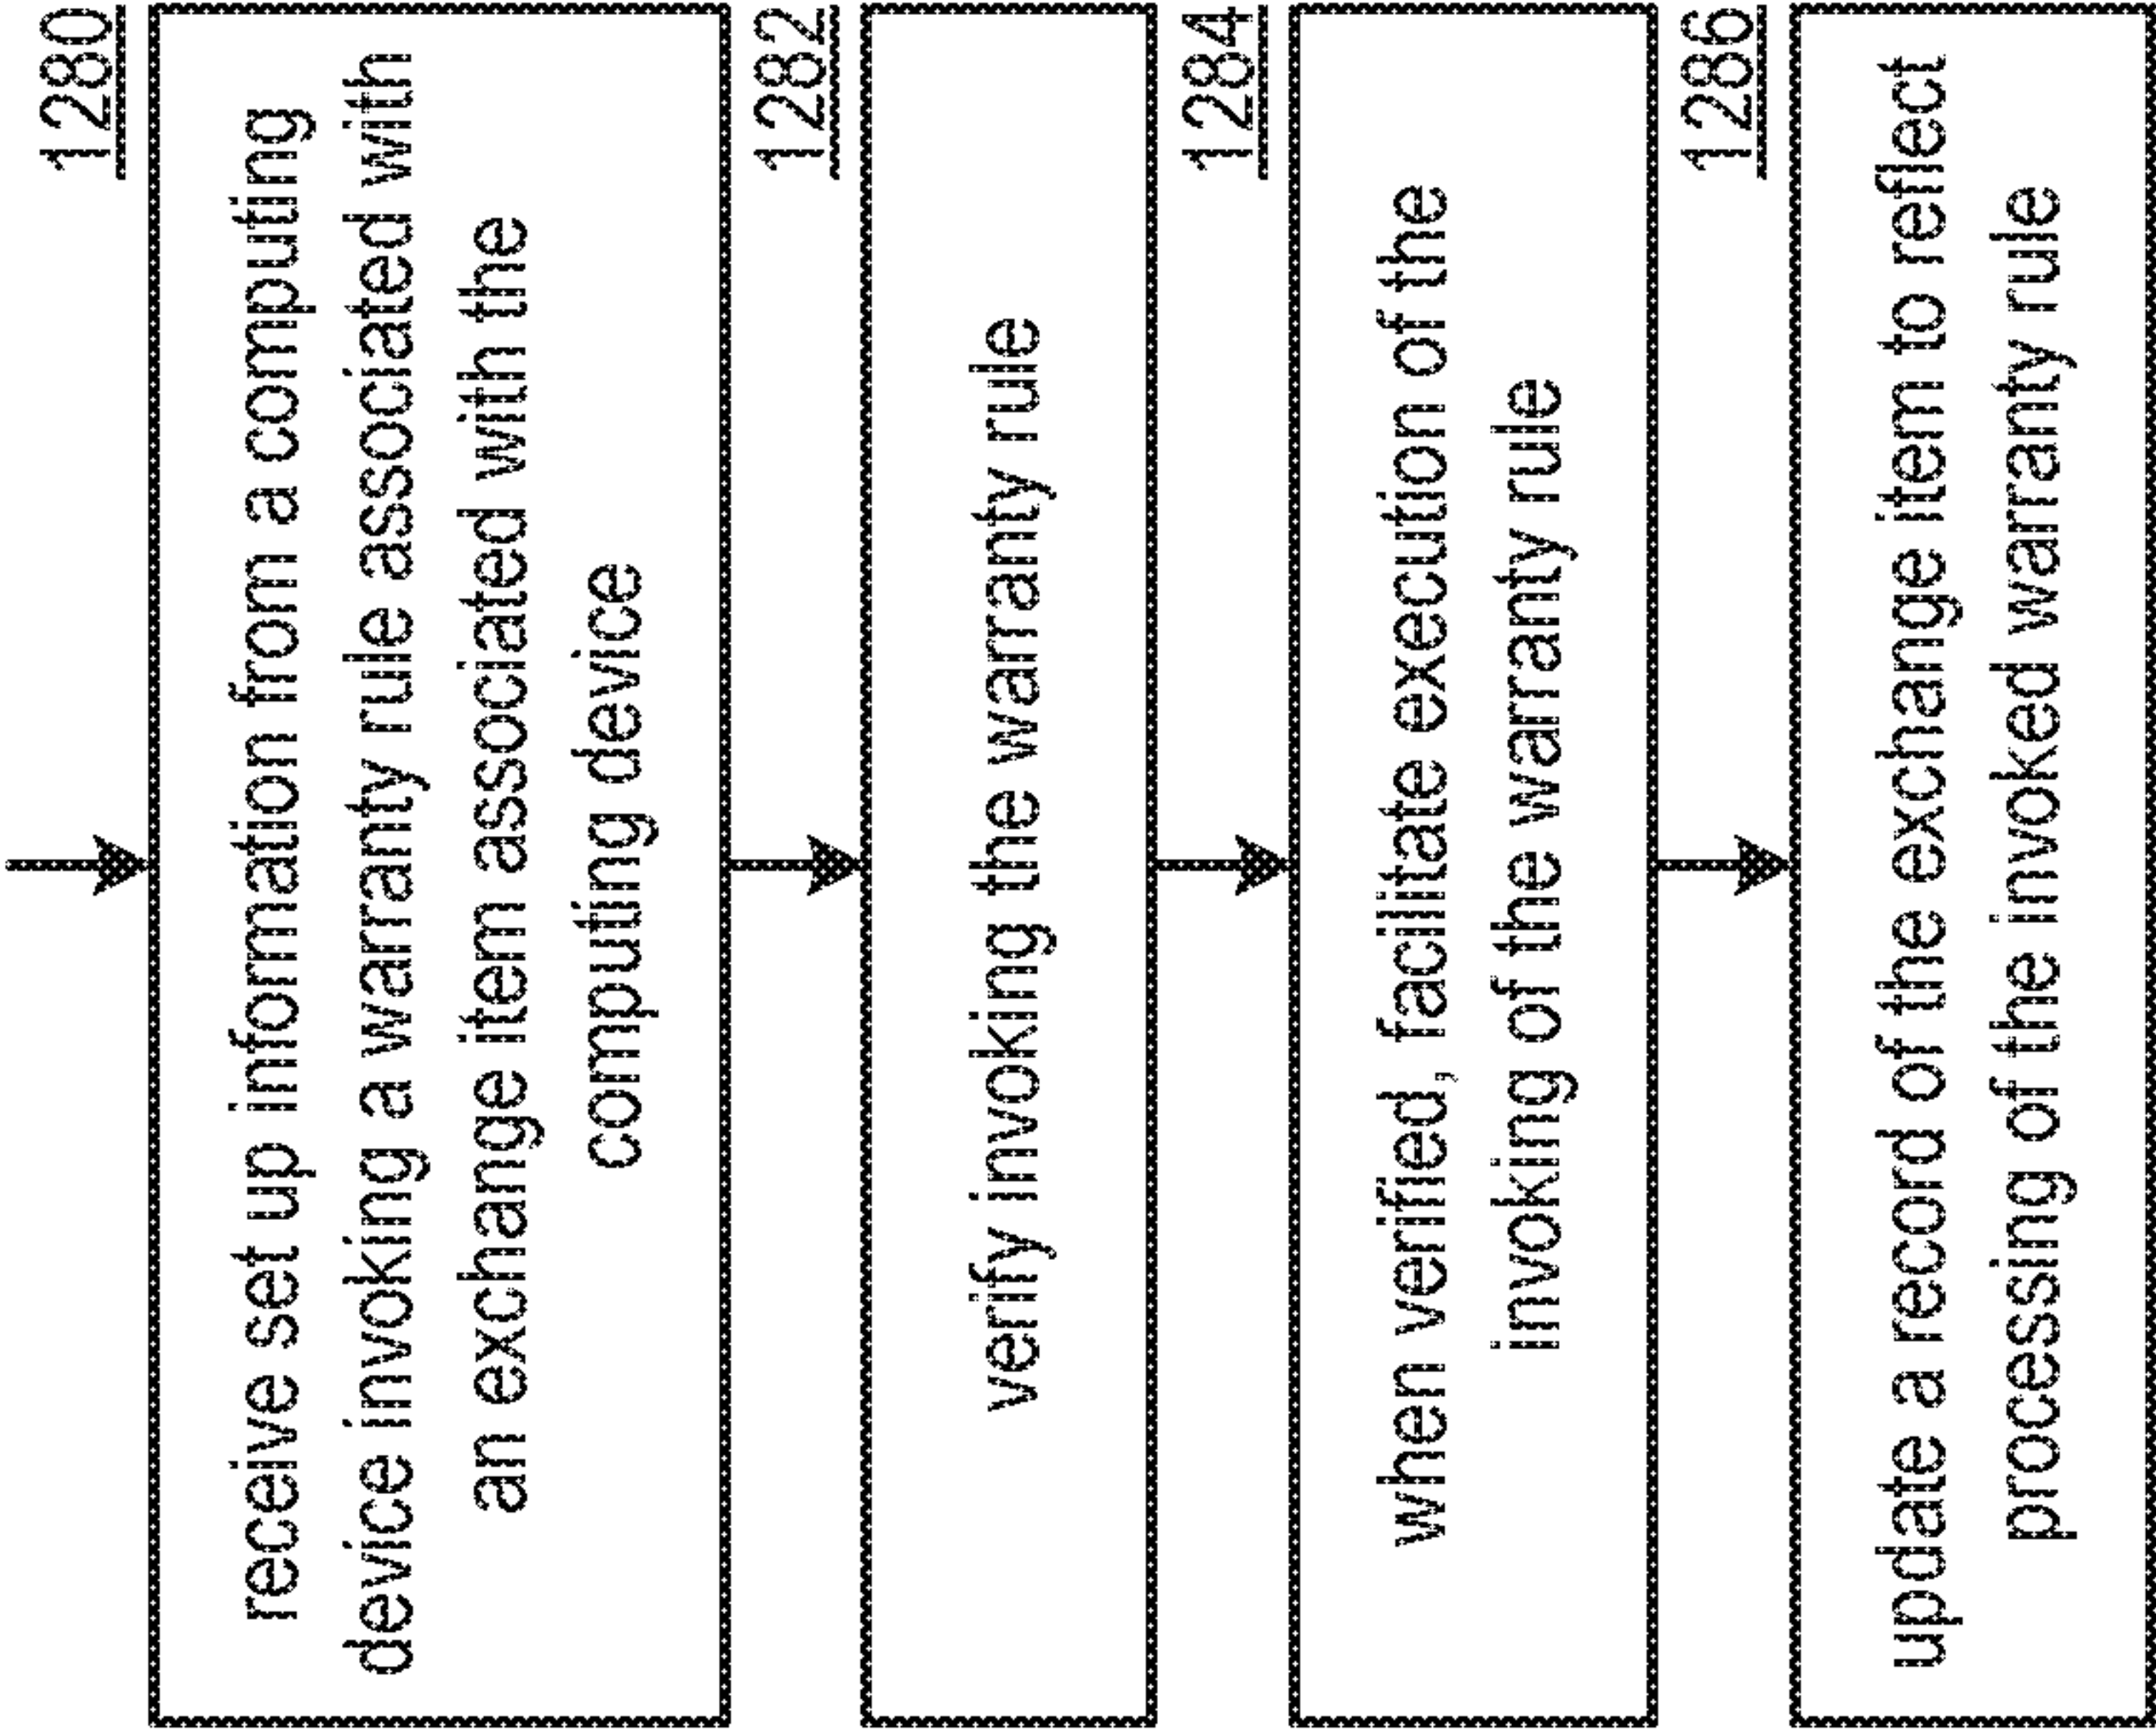 1280
receive set up information from a computing
device invoking a warranty rule associated with
an exchange item associated with the
computing device
1282
verify invoking the warranty rule
1284
when verified, facilitate execution of the
invoking of the warranty rule
1286
update a record of the exchange item to reflect
processing of the invoked warranty rule